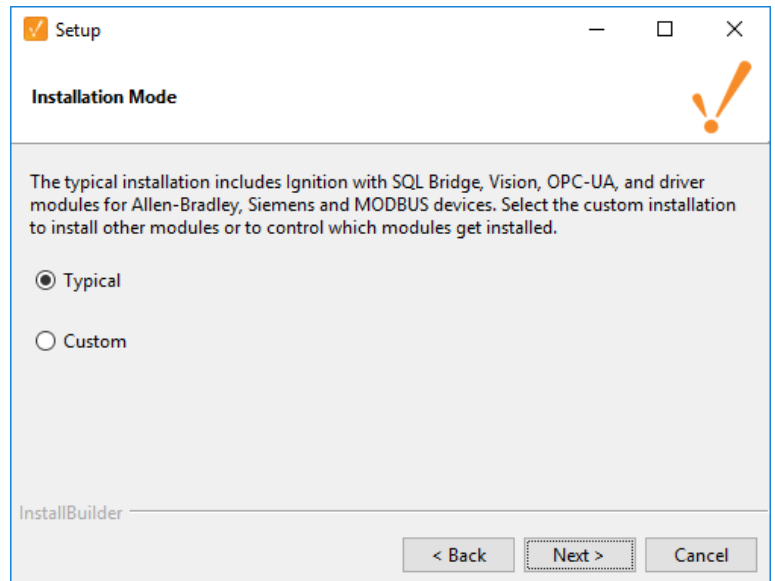 Setup
Installation Mode
The typical installation includes Ignition with SQL Bridge, Vision, OPC-UA, and driver
modules for Allen-Bradley, Siemens and MODBUS devices. Select the custom installation
to install other modules or to control which modules get installed.
Typical
Custom
InstallBuilder
< Back Next > Cancel